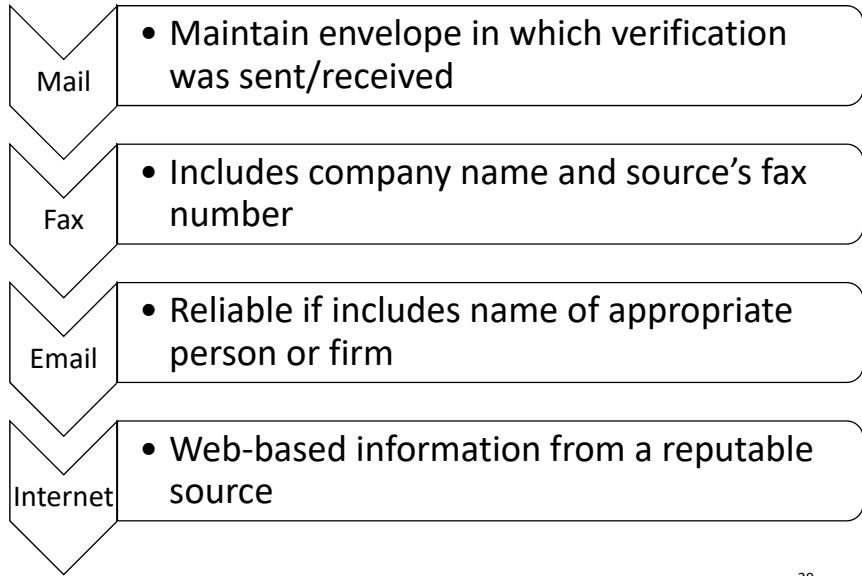 Mail
• Maintain envelope in which verification
was sent/received
Fax
• Includes company name and source’s fax
number
Email
• Reliable if includes name of appropriate
person or firm
Internet
• Web-based information from a reputable
source